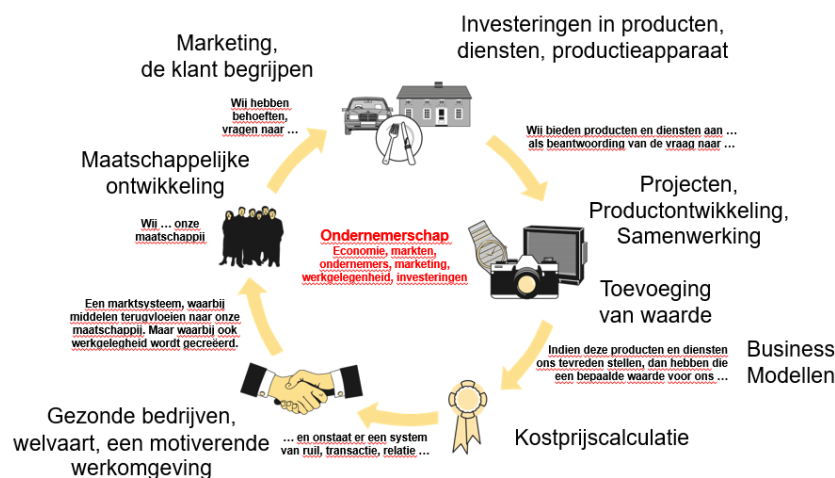 Investeringen in producten,
diensten, productieapparaat
Marketing,
de klant begrijpen
Wij hebben
behoeften,
vragen naar ...
Wij bieden producten en diensten aan ...
als beantwoording van de vraag naar ...
Maatschappelijke
ontwikkeling
Projecten,
Productontwikkeling,
Samenwerking
Wij ... onze
maatschappij
Ondernemerschap
Economie, markten,
ondernemers, marketing,
werkgelegenheid, investeringen
Toevoeging
van waarde
Een marktsysteem, waarbij
middelen terugvloeien naar onze
maatschappij. Maar waarbij ook
werkgelegheid wordt gecreëerd.
Indien deze producten en diensten
ons tevreden stellen, dan hebben die
een bepaalde waarde voor ons ...
Business
Modellen
Gezonde bedrijven,
welvaart, een motiverende
werkomgeving
... en onstaat er een system
van ruil, transactie, relatie ...
Kostprijscalculatie